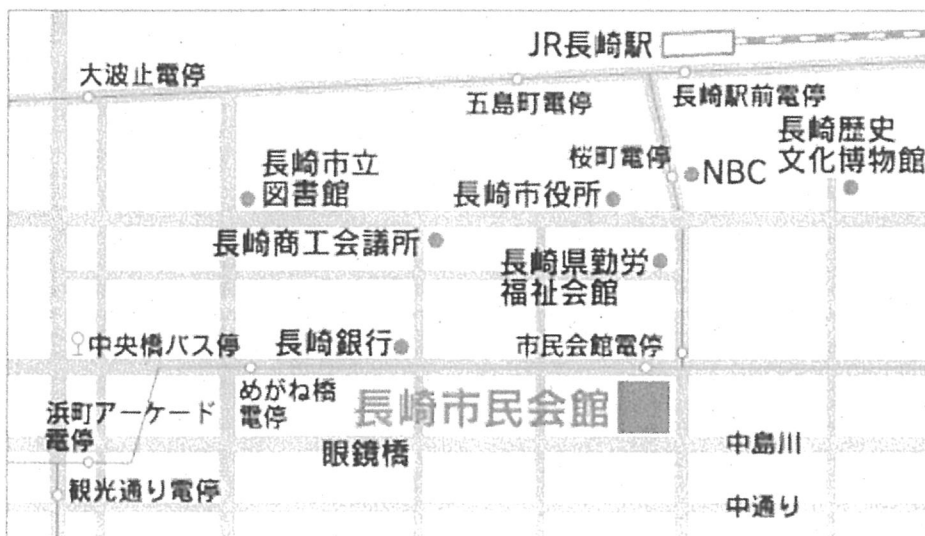 JR長崎駅
大波止電停
五島町電停
長崎駅前電停
長崎歴史
文化博物館
桜町電停
NBC
長崎市立
図書館
長崎市役所
長崎商工会議所
長崎県勤労
福祉会館
中央橋バス停
長崎銀行
市民会館電停
めがね橋
電停
長崎市民会館
浜町アーケード
電停
眼鏡橋
中島川
観光通り電停
中通り